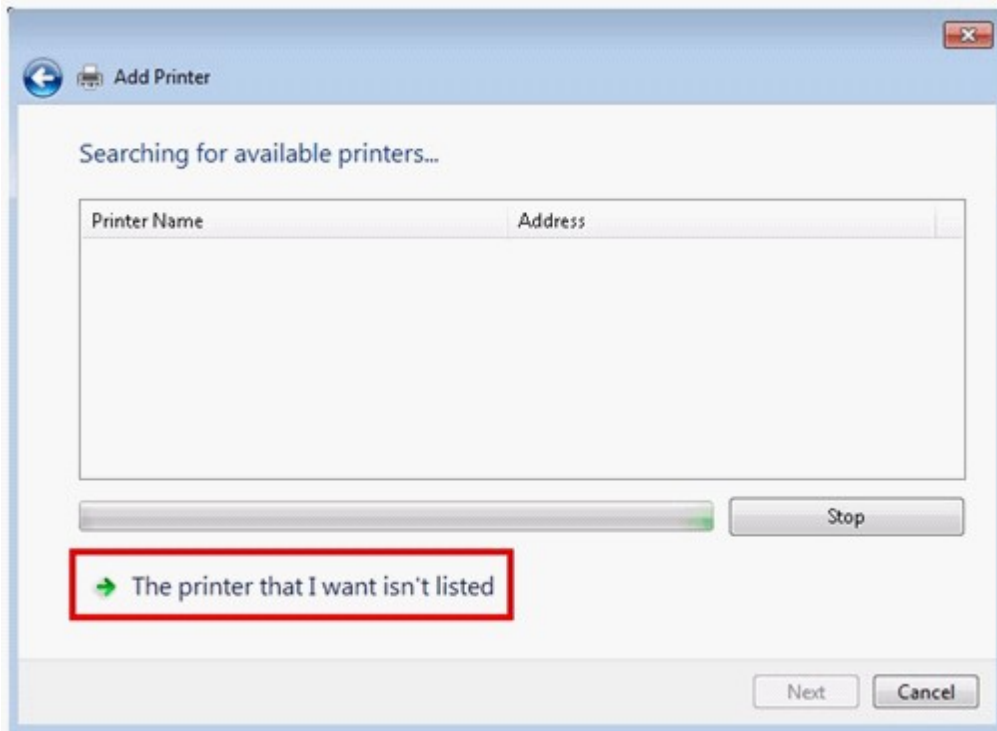 Add Printer
Searching for available printers...
Printer Name Address
Stop
The printer that I want isn't listed
Next Cancel